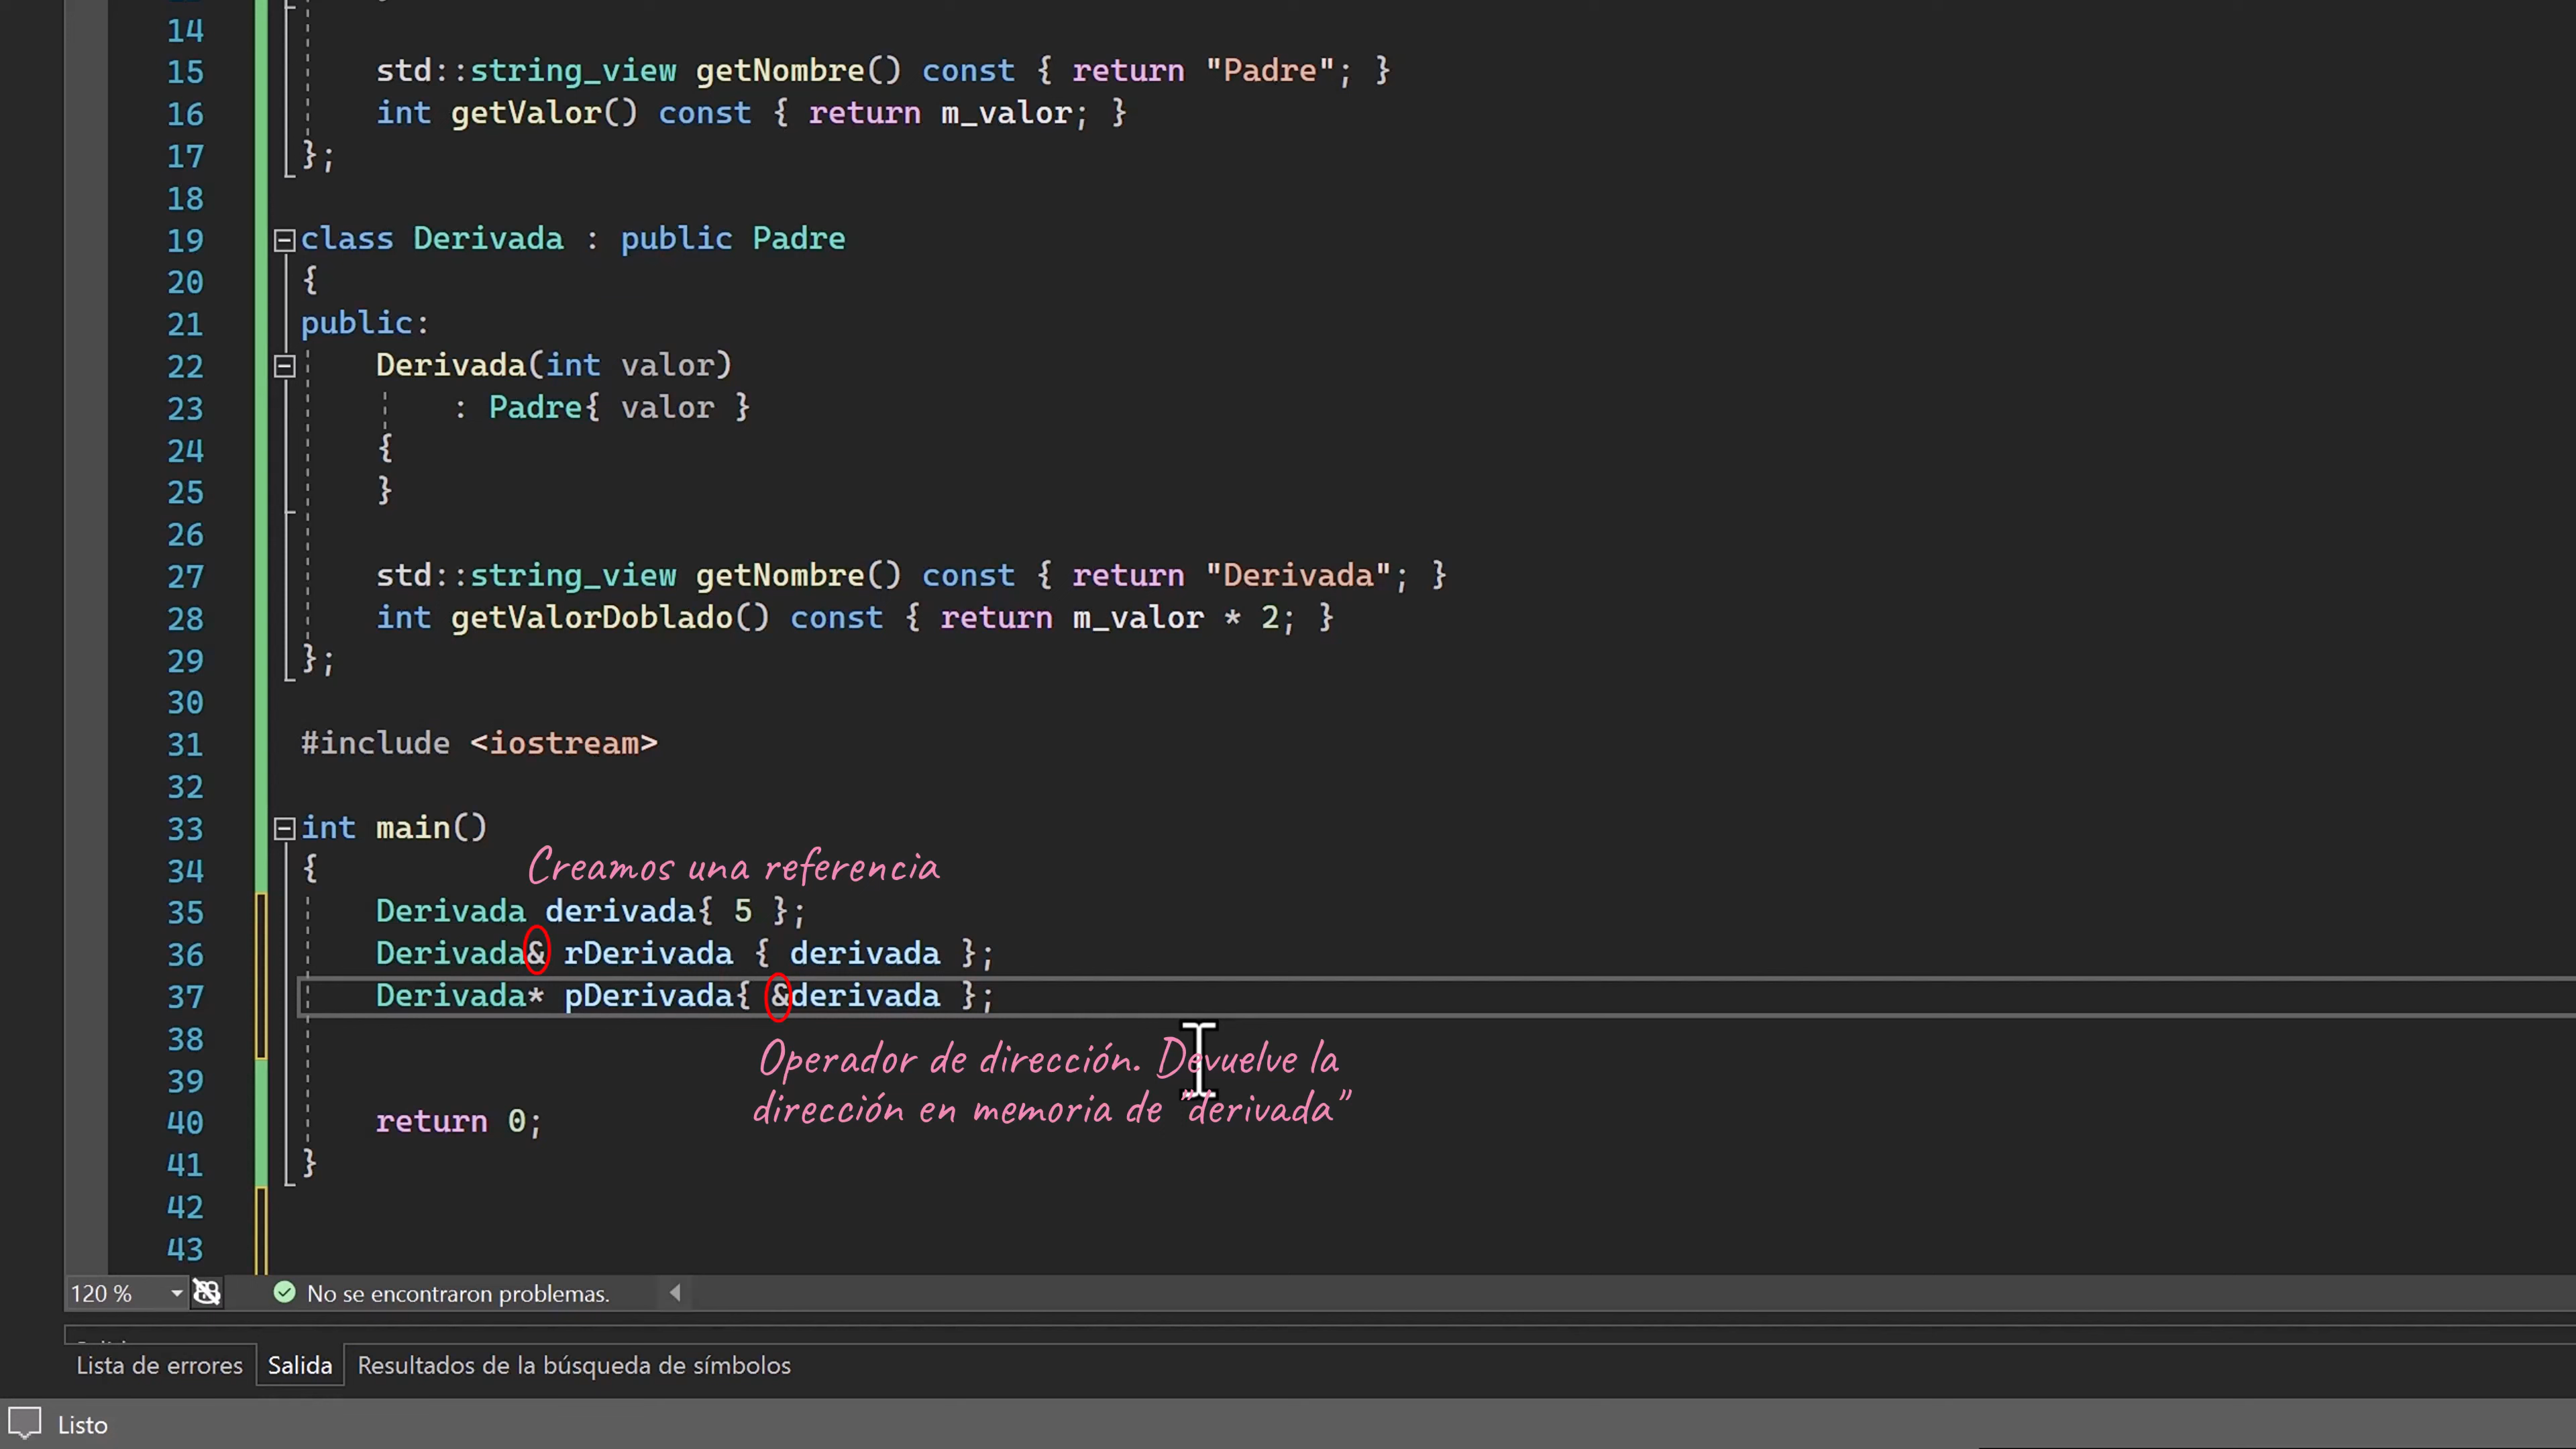 14
15 std::string_view getNombre() const { return "Padre"; }
16 int getValor() const { return m_valor; }
17 };
18
19 class Derivada : public Padre
20 {
21 public:
22 Derivada(int valor)
23 : Padre{ valor }
24 {
25 }
26
27 std::string_view getNombre() const { return "Derivada"; }
28 int getValorDoblado() const { return m_valor * 2; }
29 };
30
31 #include <iostream>
32
33 int main()
Creamos una referencia
34 {
35 Derivada derivada{ 5 };
36 Derivada& rDerivada { derivada };
37 Derivada* pDerivada{ &derivada };
38
Operador de dirección. Devuelve la
39
dirección en memoria de "derivada"
40 return 0;
41 }
42
43
120 % No se encontraron problemas.
Lista de errores Salida Resultados de la búsqueda de símbolos
Listo